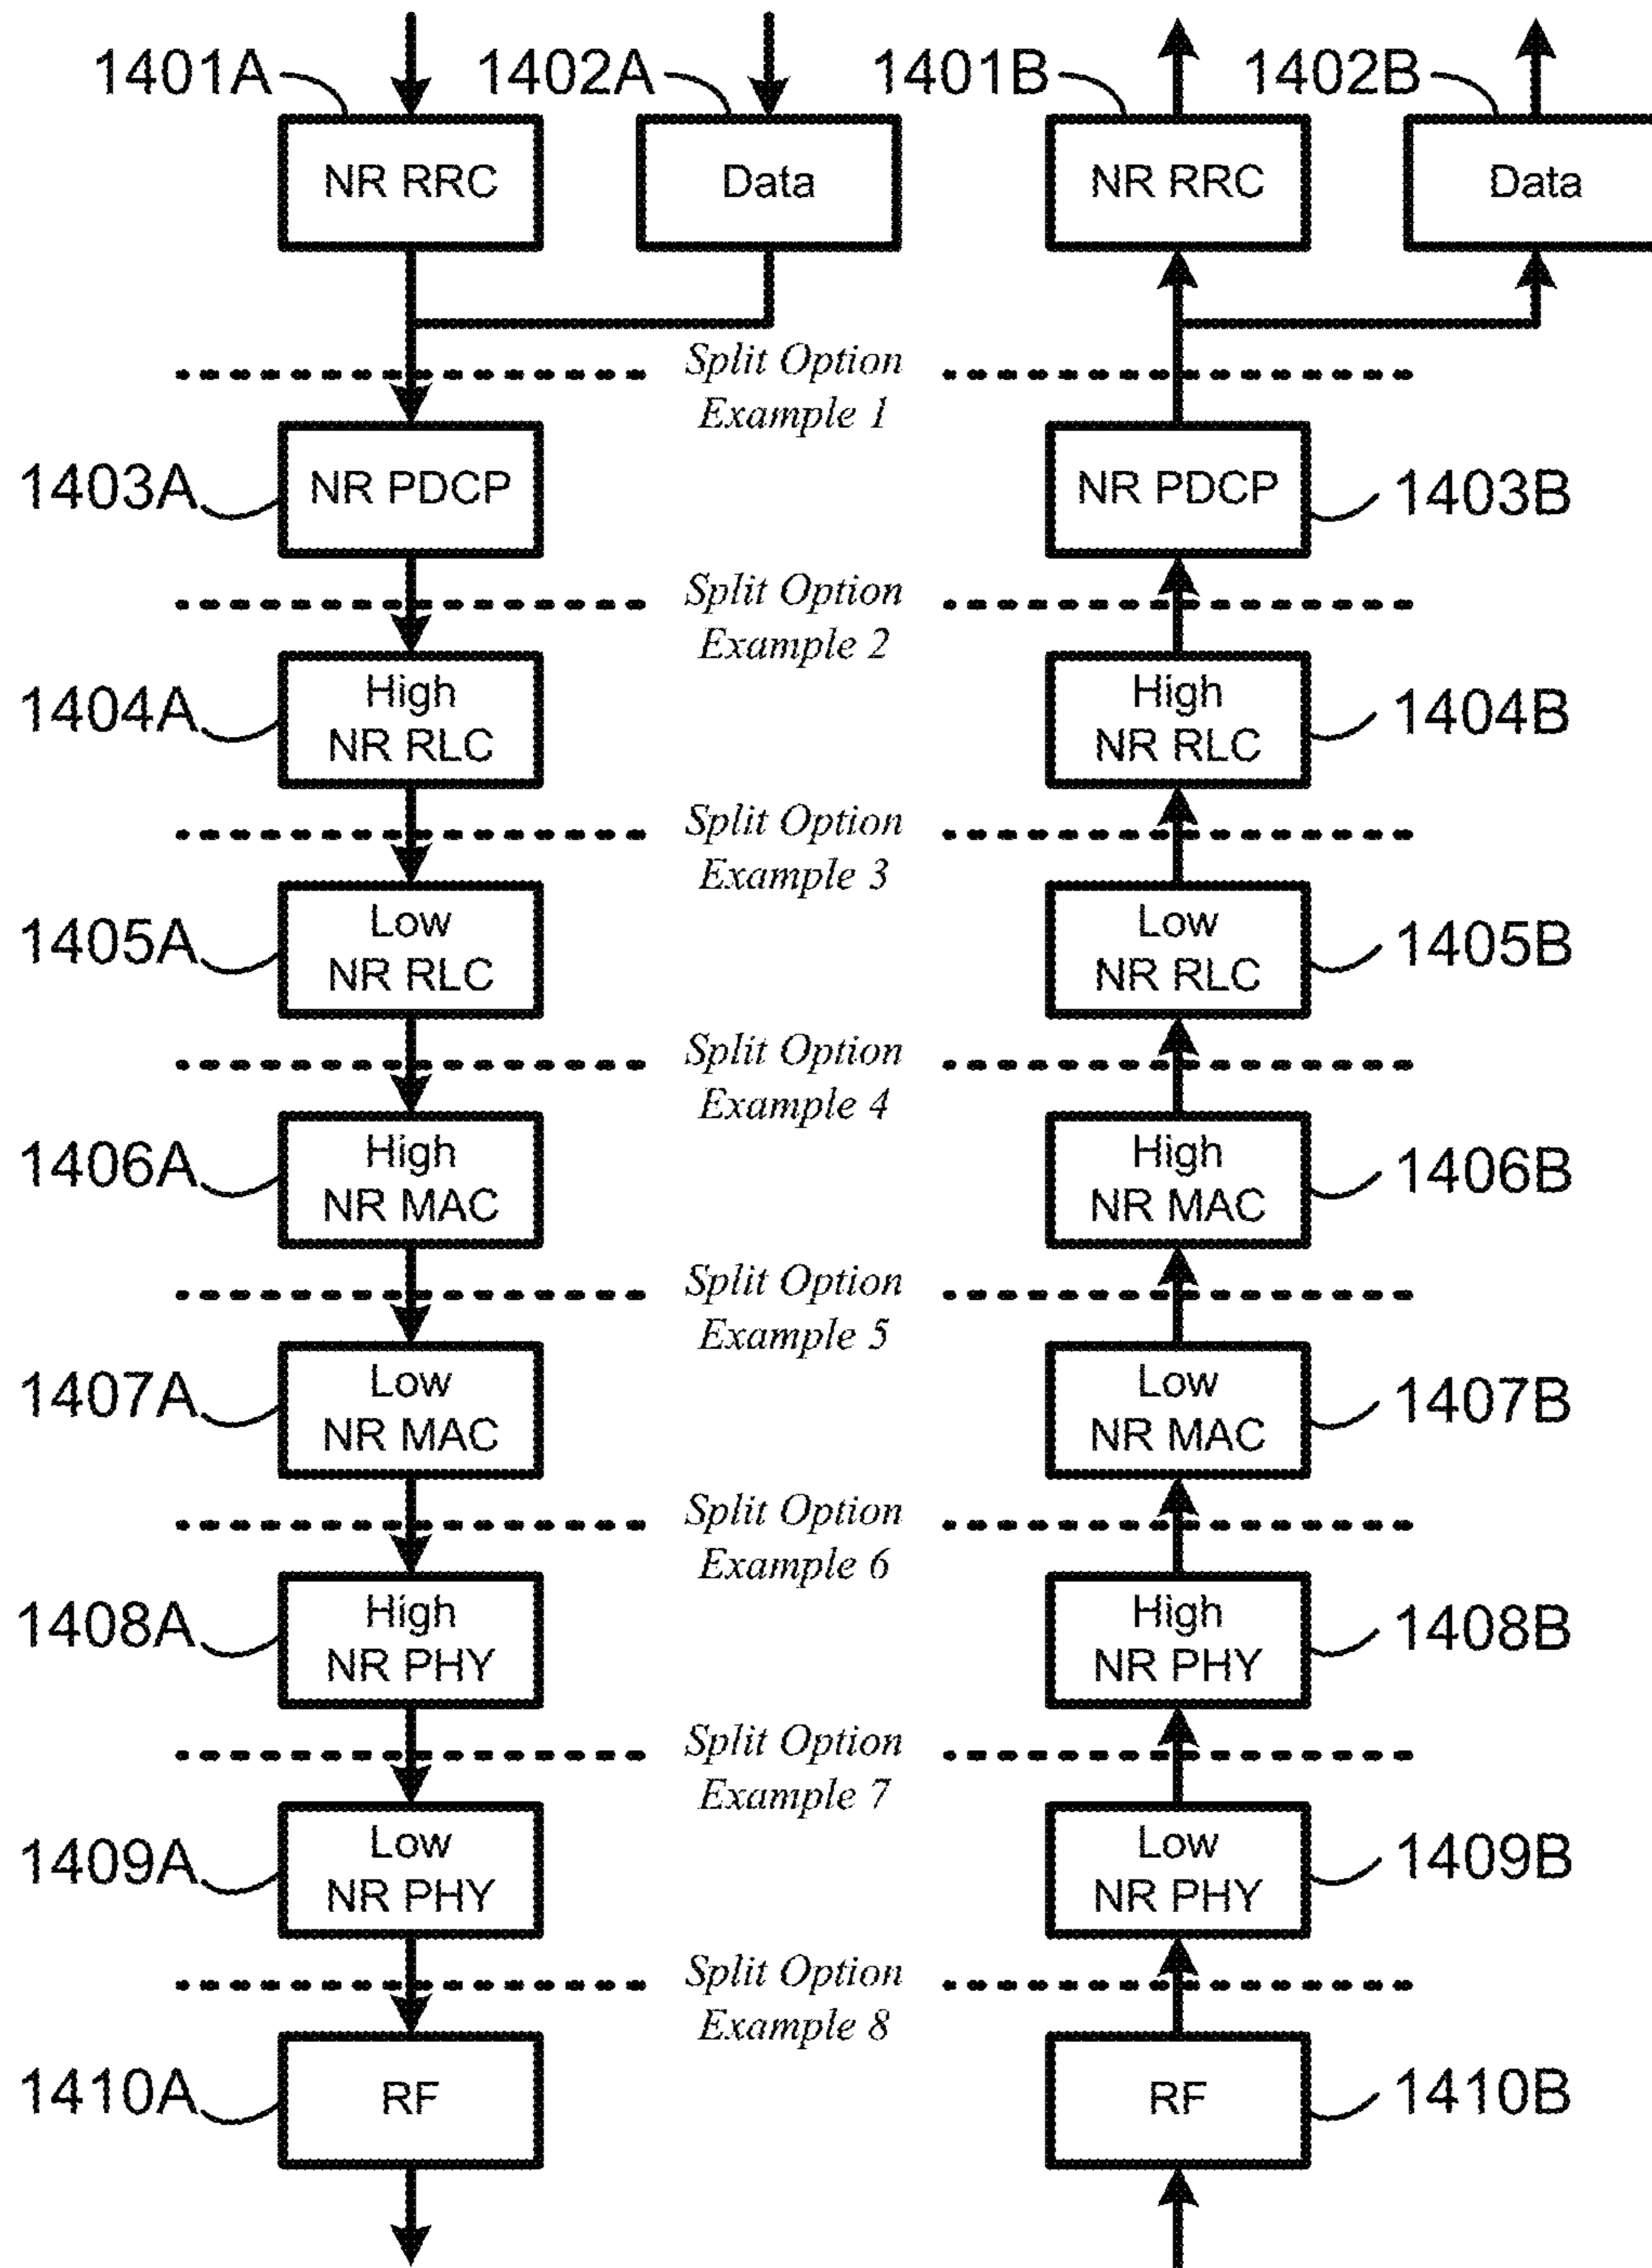 1401A 1402A 1401B 1402B
NR RRC Data NR RRC Data
Split Option
Example 1
1403A NR PDCP NR PDCP 1403B
Split Option
Example 2
1404A High NR RLC High NR RLC 1404B
Split Option
Example 3
1405A Low NR RLC Low NR RLC 1405B
Split Option
Example 4
1406A High NR MAC High NR MAC 1406B
Split Option
Example 5
1407A Low NR MAC Low NR MAC 1407B
Split Option
Example 6
1408A High NR PHY High NR PHY 1408B
Split Option
Example 7
1409A Low NR PHY Low NR PHY 1409B
Split Option
Example 8
1410A RF RF 1410B